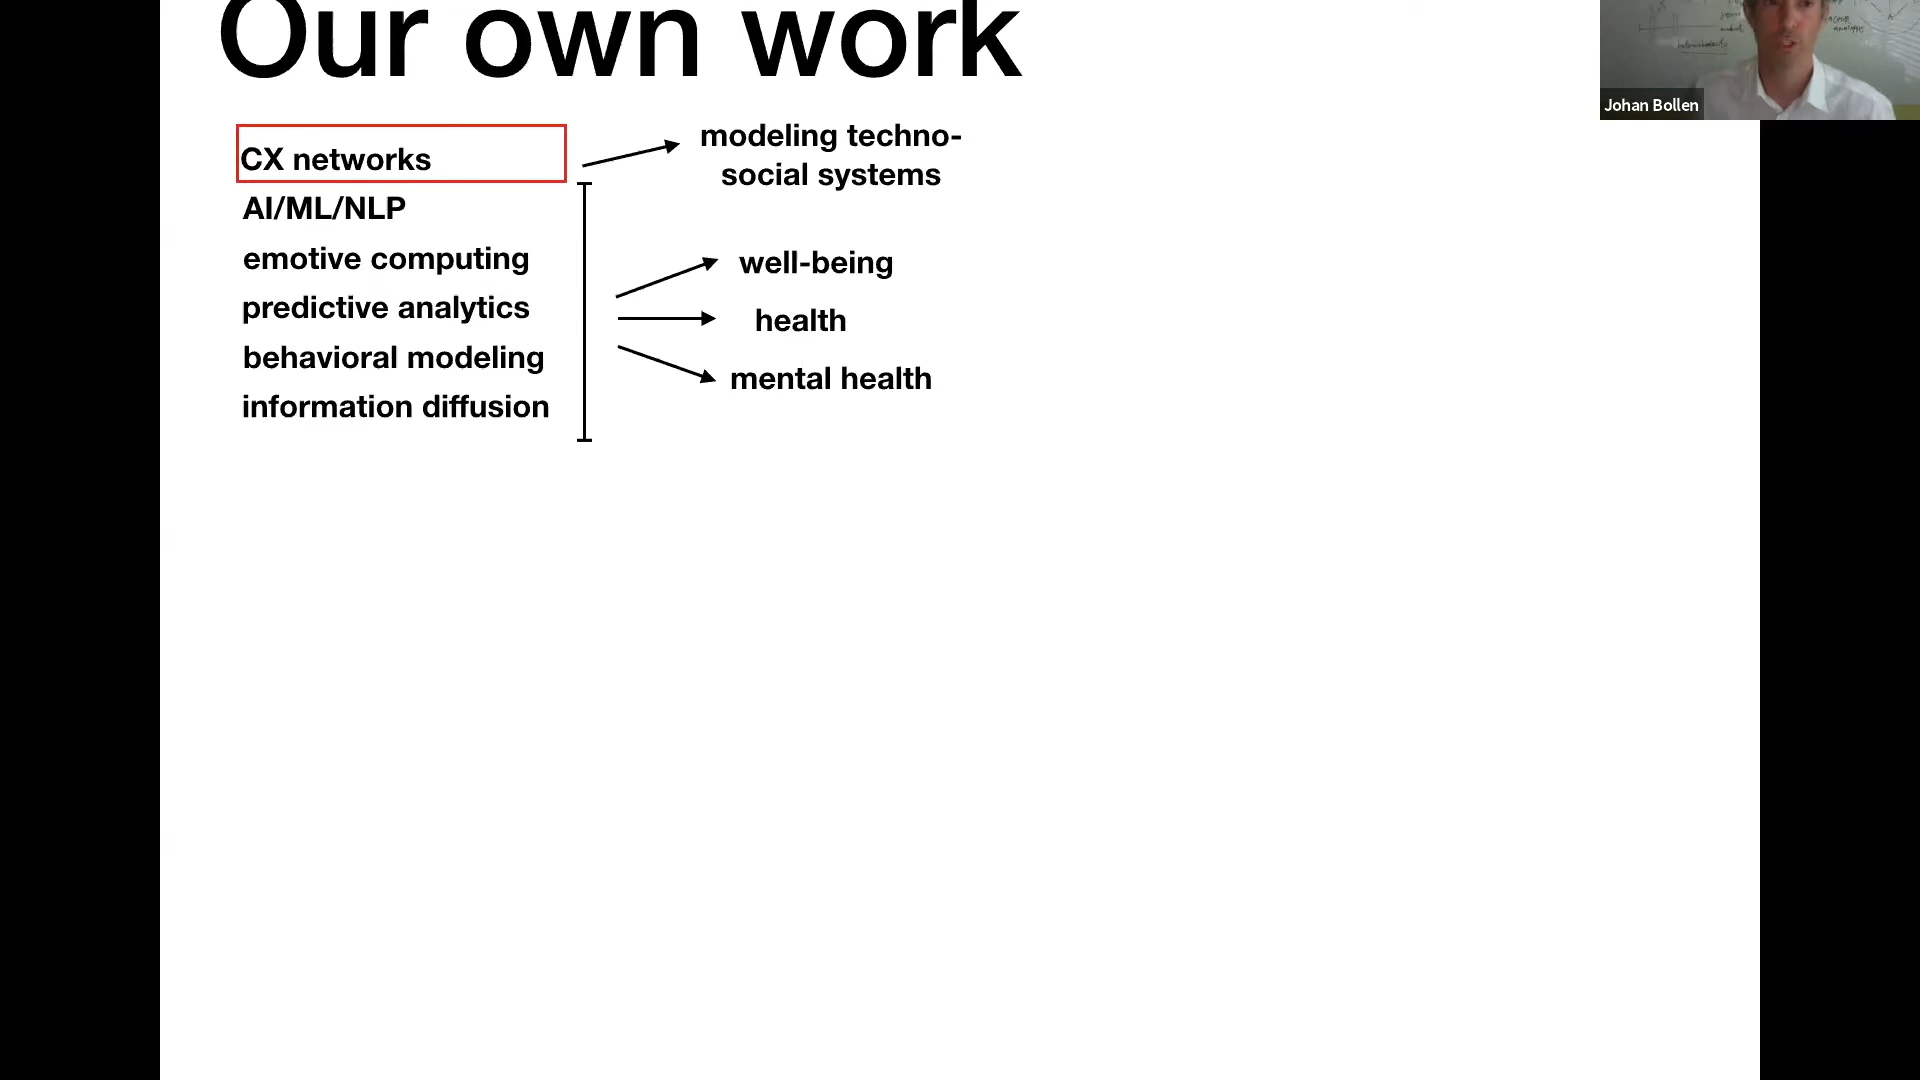 Our own work
CX networks
AI/ML/NLP
emotive computing
predictive analytics
behavioral modeling
information diffusion
modeling techno-
social systems
well-being
health
mental health
Johan Bollen